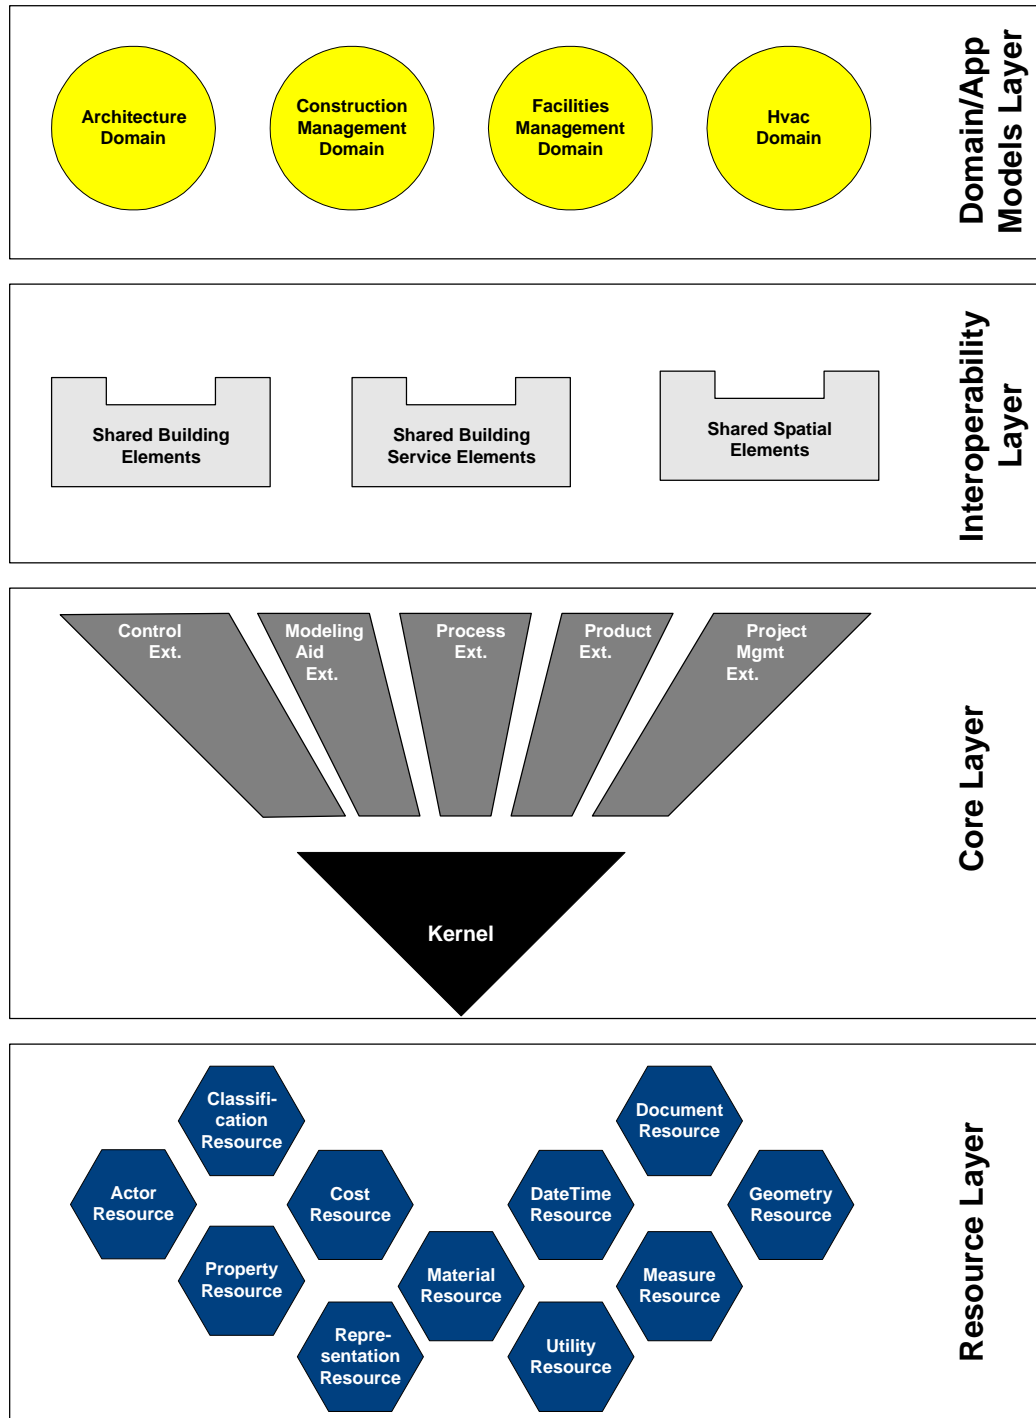 Architecture
Domain
Construction
Management
Domain
Facilities
Management
Domain
Hvac
Domain
Domain/App
Models Layer
Shared Building
Elements
Shared Building
Service Elements
Shared Spatial
Elements
Interoperability
Layer
Control
Ext.
Modeling
Aid
Ext.
Process
Ext.
Product
Ext.
Project
Mgmt
Ext.
Kernel
Core Layer
Classifi-
cation
Resource
Document
Resource
Actor
Resource
Cost
Resource
DateTime
Resource
Geometry
Resource
Property
Resource
Material
Resource
Measure
Resource
Repre-
sentation
Resource
Utility
Resource
Resource Layer